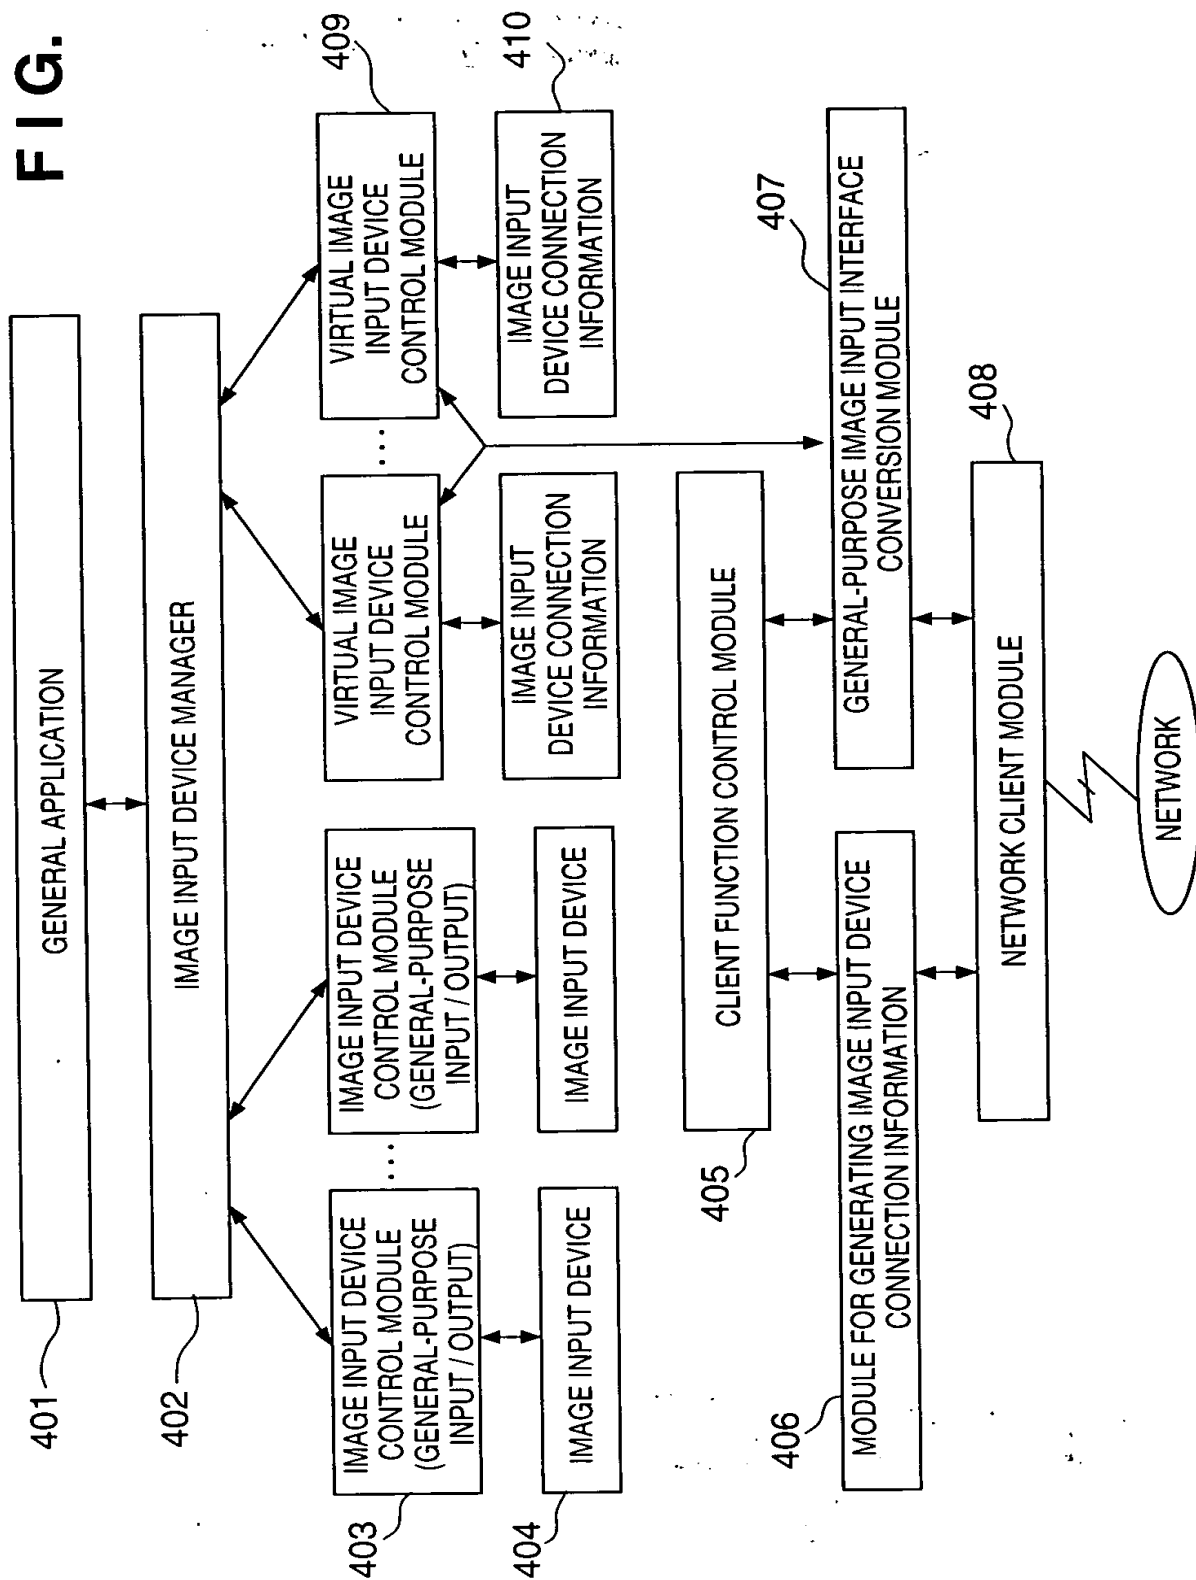 FIG.
GENERAL APPLICATION
401
IMAGE INPUT DEVICE MANAGER
402
IMAGE INPUT DEVICE
CONTROL MODULE
(GENERAL-PURPOSE
INPUT / OUTPUT)
403
....
IMAGE INPUT DEVICE
CONTROL MODULE
(GENERAL-PURPOSE
INPUT / OUTPUT)
VIRTUAL IMAGE
INPUT DEVICE
CONTROL MODULE
....
VIRTUAL IMAGE
INPUT DEVICE
CONTROL MODULE
409
IMAGE INPUT DEVICE
404
IMAGE INPUT DEVICE
IMAGE INPUT
DEVICE CONNECTION
INFORMATION
IMAGE INPUT
DEVICE CONNECTION
INFORMATION
410
CLIENT FUNCTION CONTROL MODULE
405
MODULE FOR GENERATING IMAGE INPUT DEVICE
CONNECTION INFORMATION
406
GENERAL-PURPOSE IMAGE INPUT INTERFACE
CONVERSION MODULE
407
NETWORK CLIENT MODULE
408
NETWORK